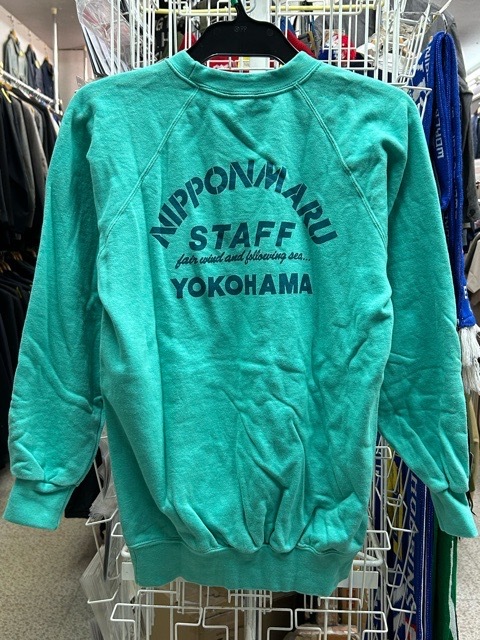 NIPPONMARU
STAFF
fair wind and following sea...
YOKOHAMA